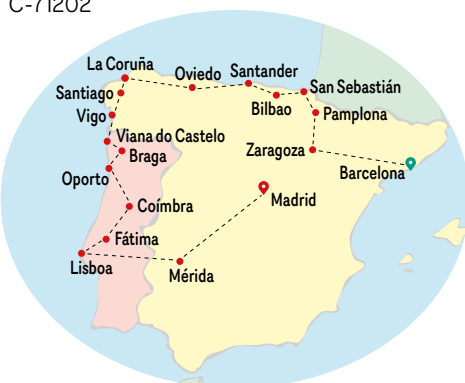 C-71202
La Coruña
Oviedo
Santander
San Sebastián
Santiago
Bilbao
Vigo
Pamplona
Viana do Castelo
Braga
Zaragoza
Barcelona
Oporto
Madrid
Coímbra
Fátima
Lisboa
Mérida